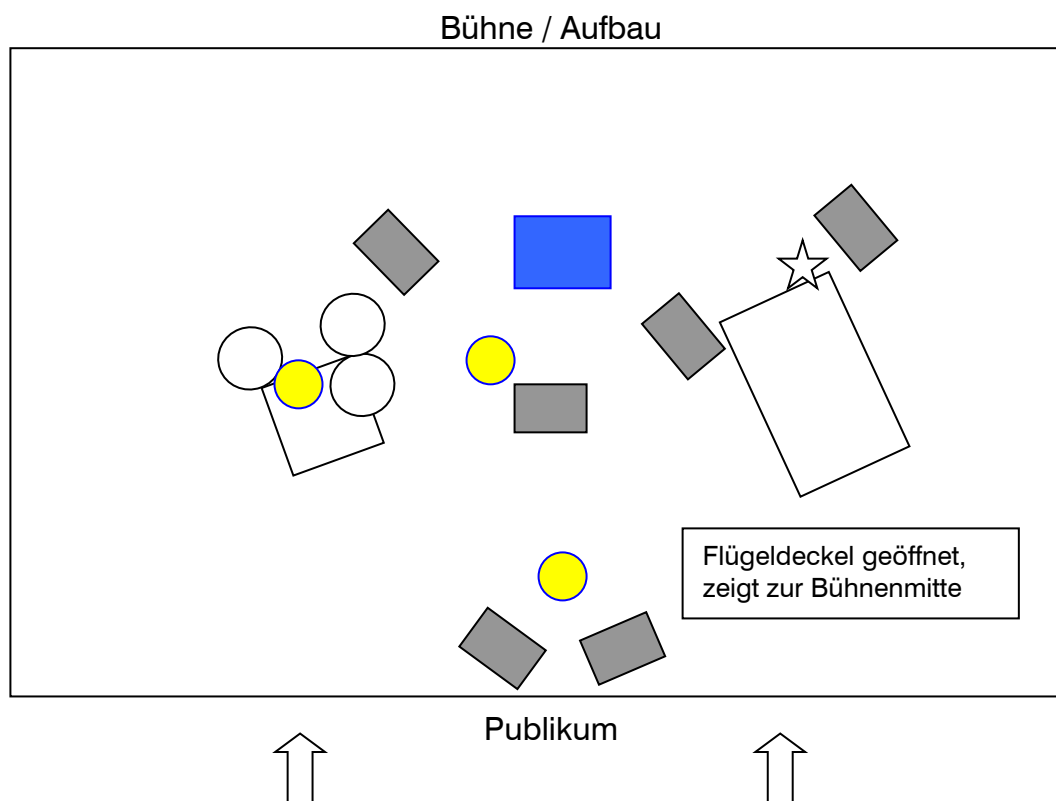 Bühne / Aufbau
Flügeldeckel geöffnet,
zeigt zur Bühnenmitte
Publikum